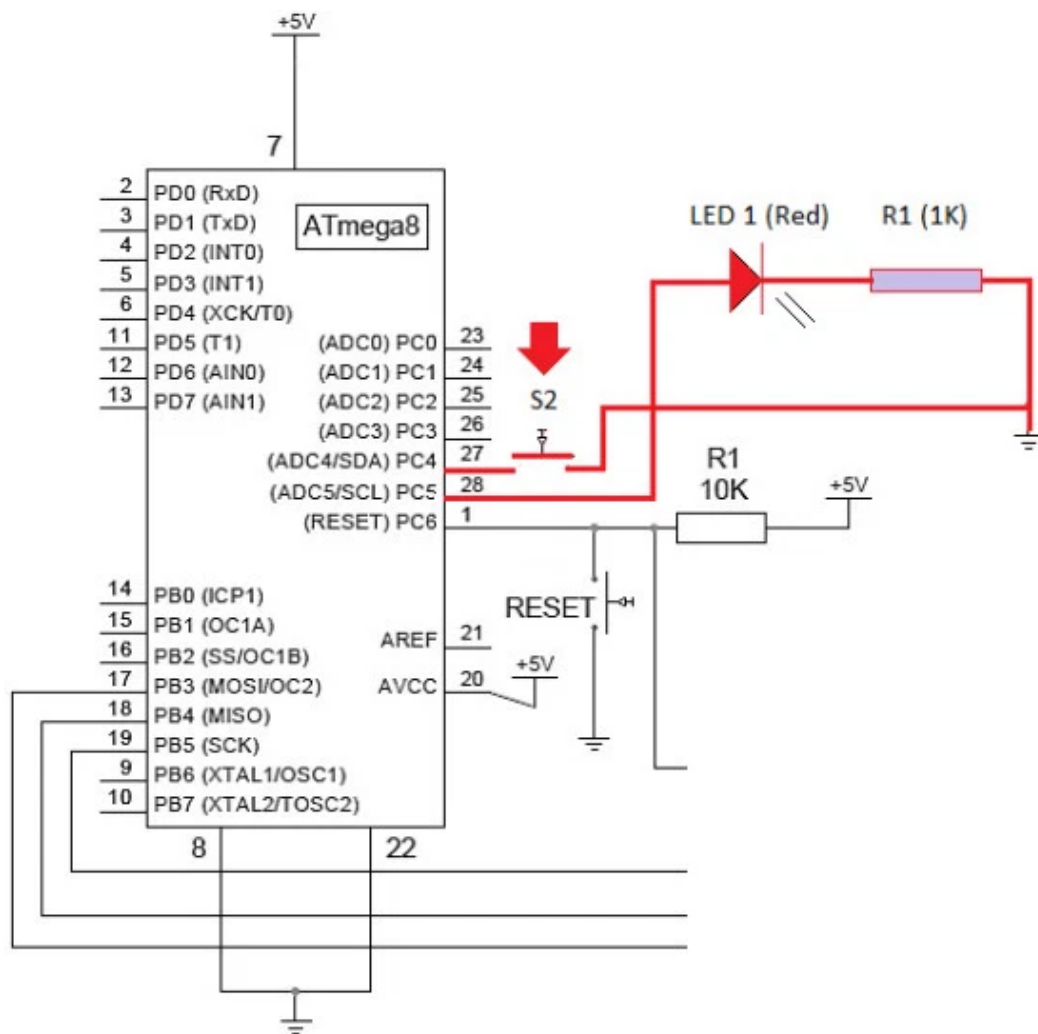 +5V
7
2 PD0 (RxD)
3 PD1 (TxD)
4 PD2 (INT0)
5 PD3 (INT1)
6 PD4 (XCK/T0)
11 PD5 (T1)
12 PD6 (AIN0)
13 PD7 (AIN1)
ATmega8
(ADC0) PC0 23
(ADC1) PC1 24
(ADC2) PC2 25
(ADC3) PC3 26
(ADC4/SDA) PC4 27
(ADC5/SCL) PC5 28
(RESET) PC6 1
LED 1 (Red)
R1 (1K)
S2
R1
10K
+5V
RESET
14 PB0 (ICP1)
15 PB1 (OC1A)
16 PB2 (SS/OC1B)
17 PB3 (MOSI/OC2)
18 PB4 (MISO)
19 PB5 (SCK)
9 PB6 (XTAL1/OSC1)
10 PB7 (XTAL2/TOSC2)
AREF 21
AVCC 20
+5V
8
22